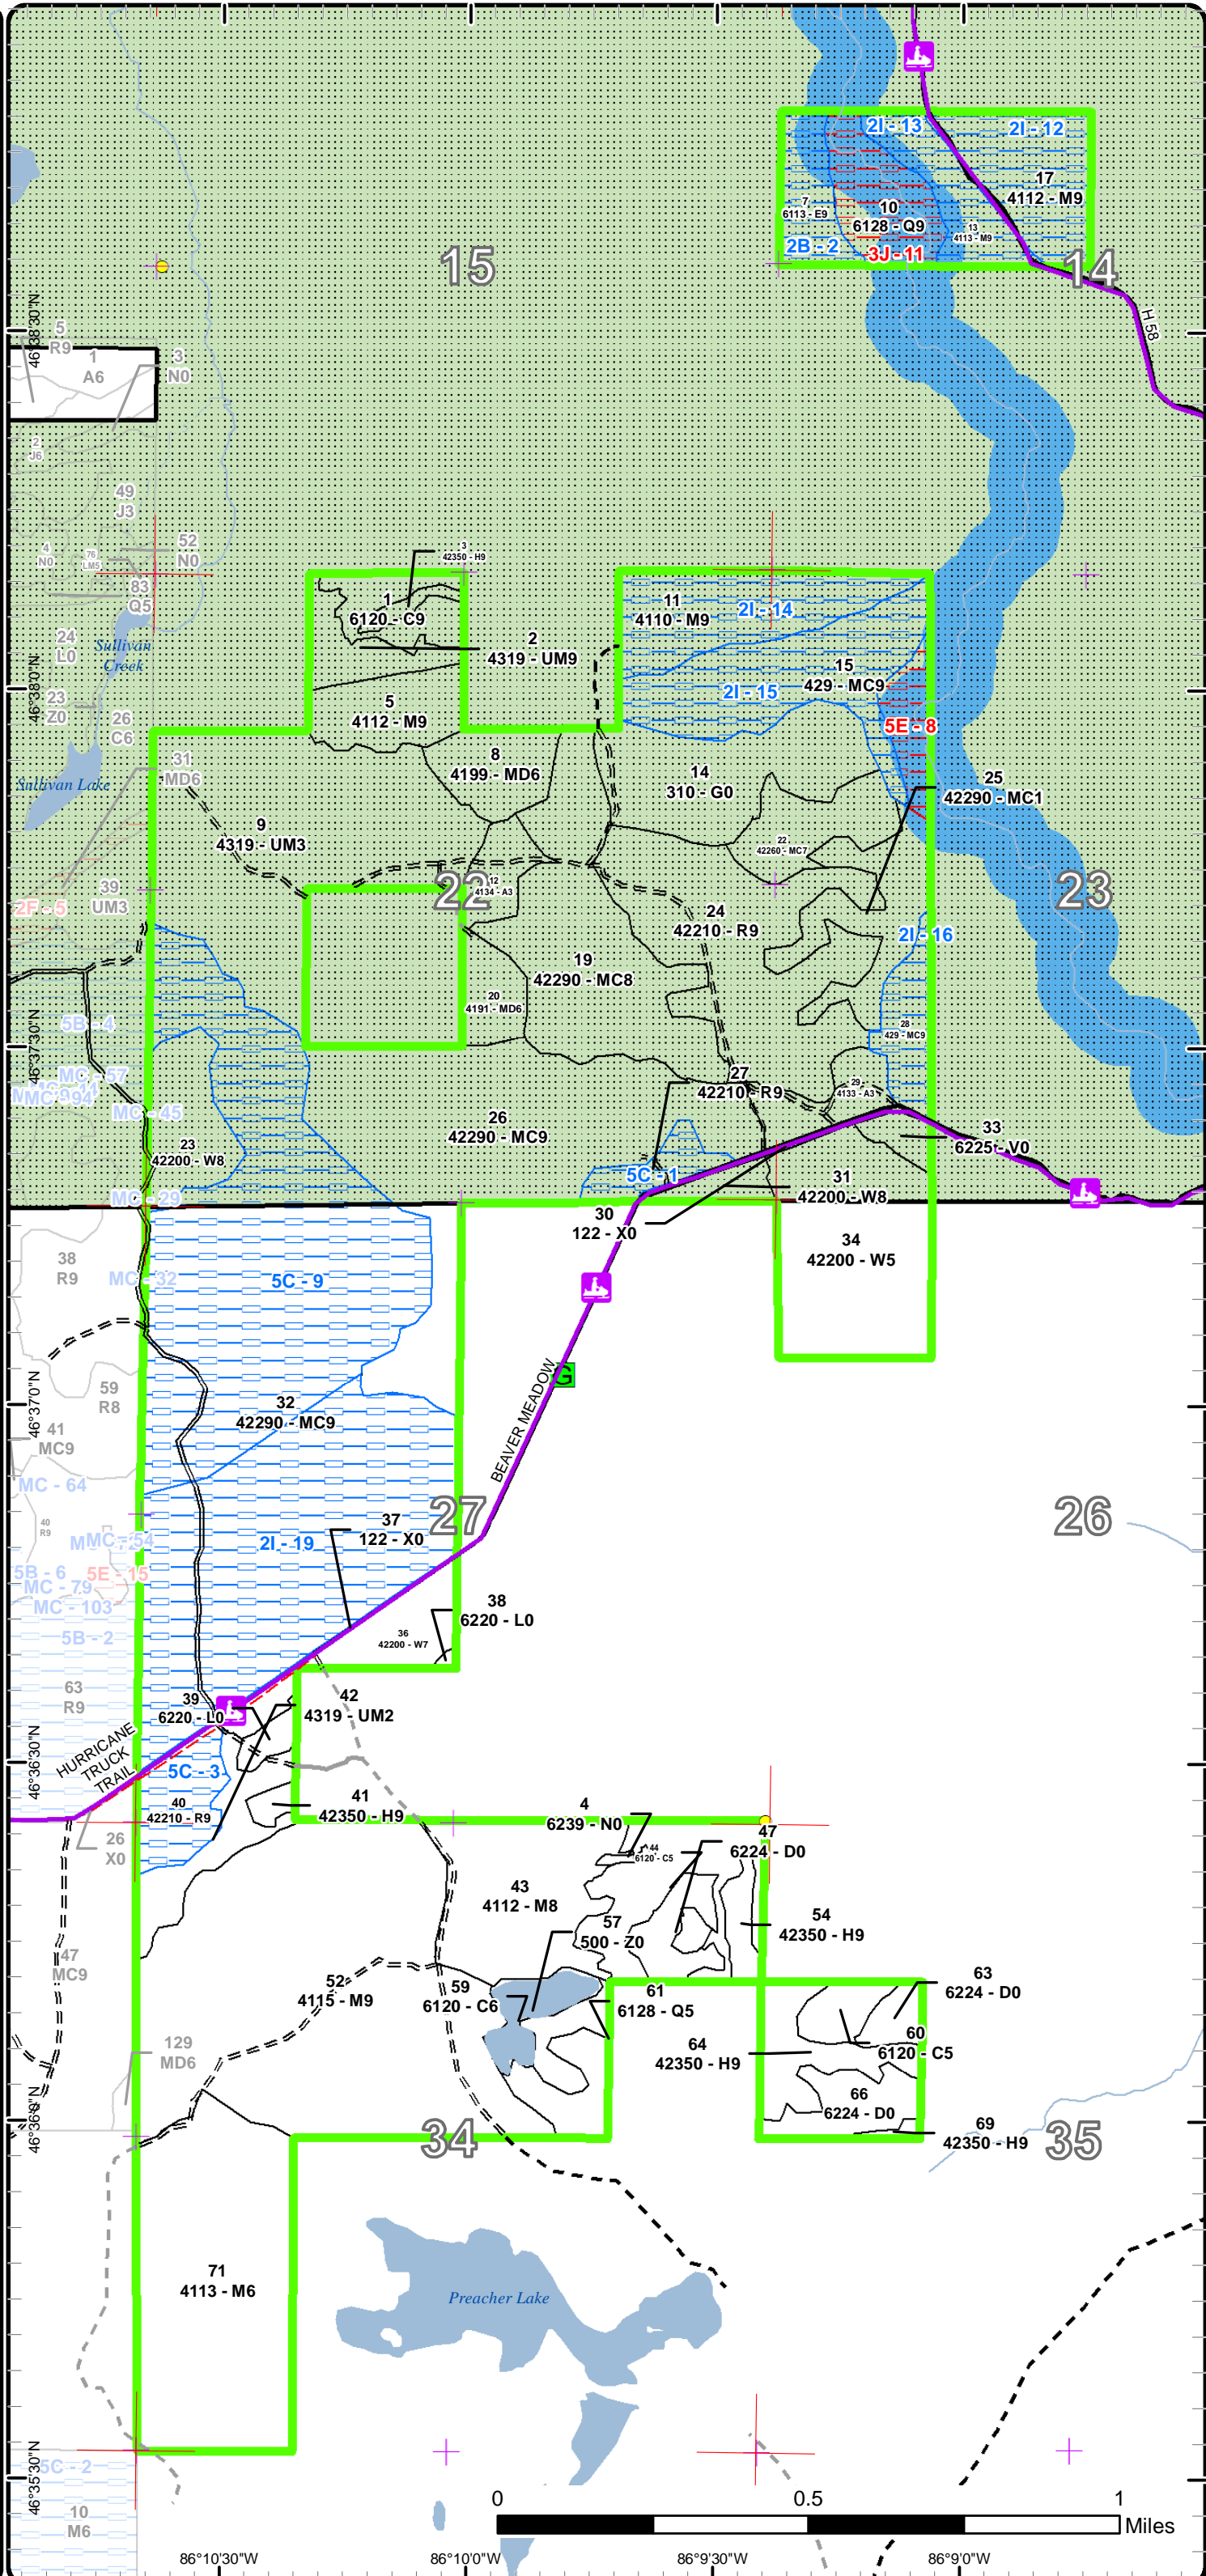 2I - 13
2I - 12
17
4112 - M9
7
6113 - E9
10
6128 - Q9
13
4113 - M9
2B - 2
3J - 11
15
14
H 58
46°38'30"N
5
R9
1
A6
3
N0
2
J6
49
J3
4
N0
76
LM5
52
N0
83
Q5
3
42350 - H9
1
6120 - C9
2
4319 - UM9
11
4110 - M9
2I - 14
24
L0
Sullivan
Creek
46°38'0"N
23
Z0
26
C6
5
4112 - M9
15
429 - MC9
2I - 15
5E - 8
31
MD6
Sullivan Lake
8
4199 - MD6
14
310 - G0
25
42290 - MC1
9
4319 - UM3
22
42260 - MC7
39
UM3
2F - 5
22
12
4134 - A3
23
24
42210 - R9
2I - 16
19
42290 - MC8
20
4191 - MD6
46°37'30"N
5B - 4
28
429 - MC9
MC - 57
MC - 94
MC - 45
27
42210 - R9
29
4133 - A3
26
42290 - MC9
33
6225 - V0
23
42200 - W8
5C - 1
31
42200 - W8
MC - 29
30
122 - X0
34
42200 - W5
38
R9
MC - 32
5C - 9
G
BEAVER MEADOW
46°37'0"N
59
R8
32
42290 - MC9
41
MC9
MC - 64
27
26
40
R9
37
122 - X0
MC - 54
2I - 19
5B - 6
5E - 15
MC - 79
MC - 103
38
6220 - L0
5B - 2
36
42200 - W7
63
R9
39
6220 - L0
42
4319 - UM2
HURRICANE
TRUCK
TRAIL
46°36'30"N
5C - 3
40
42210 - R9
41
42350 - H9
4
6239 - N0
26
X0
47
6224 - D0
44
6120 - C5
43
4112 - M8
54
42350 - H9
57
500 - Z0
47
MC9
52
4115 - M9
59
6120 - C6
61
6128 - Q5
63
6224 - D0
60
6120 - C5
64
42350 - H9
129
MD6
66
6224 - D0
46°36'0"N
34
69
42350 - H9
35
71
4113 - M6
Preacher Lake
46°35'30"N
5C - 2
10
M6
0 0.5 1
Miles
86°10'30"W 86°10'0"W 86°9'30"W 86°9'0"W